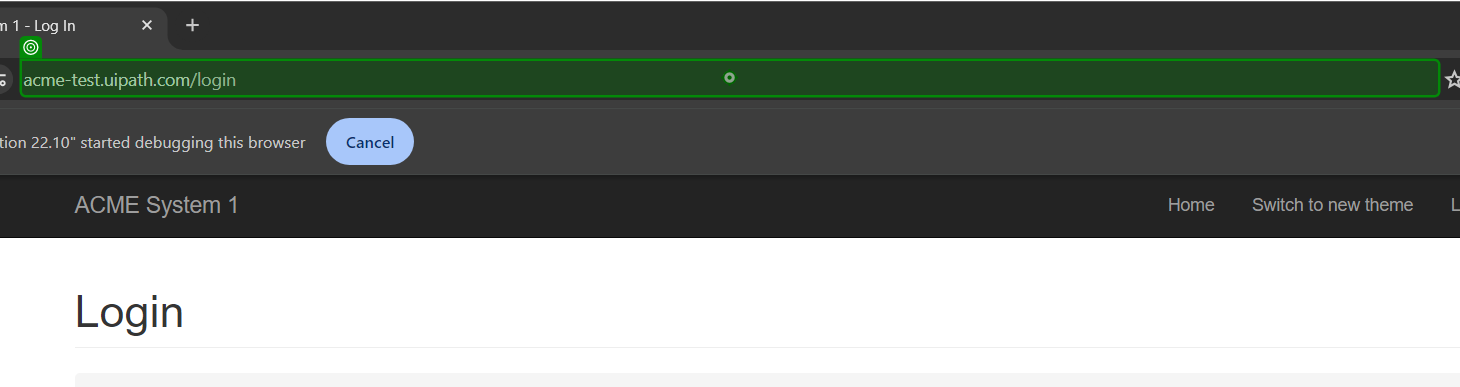 m 1 - Log In
acme-test.uipath.com/login
tion 22.10" started debugging this browser Cancel
ACME System 1 Home Switch to new theme L
Login